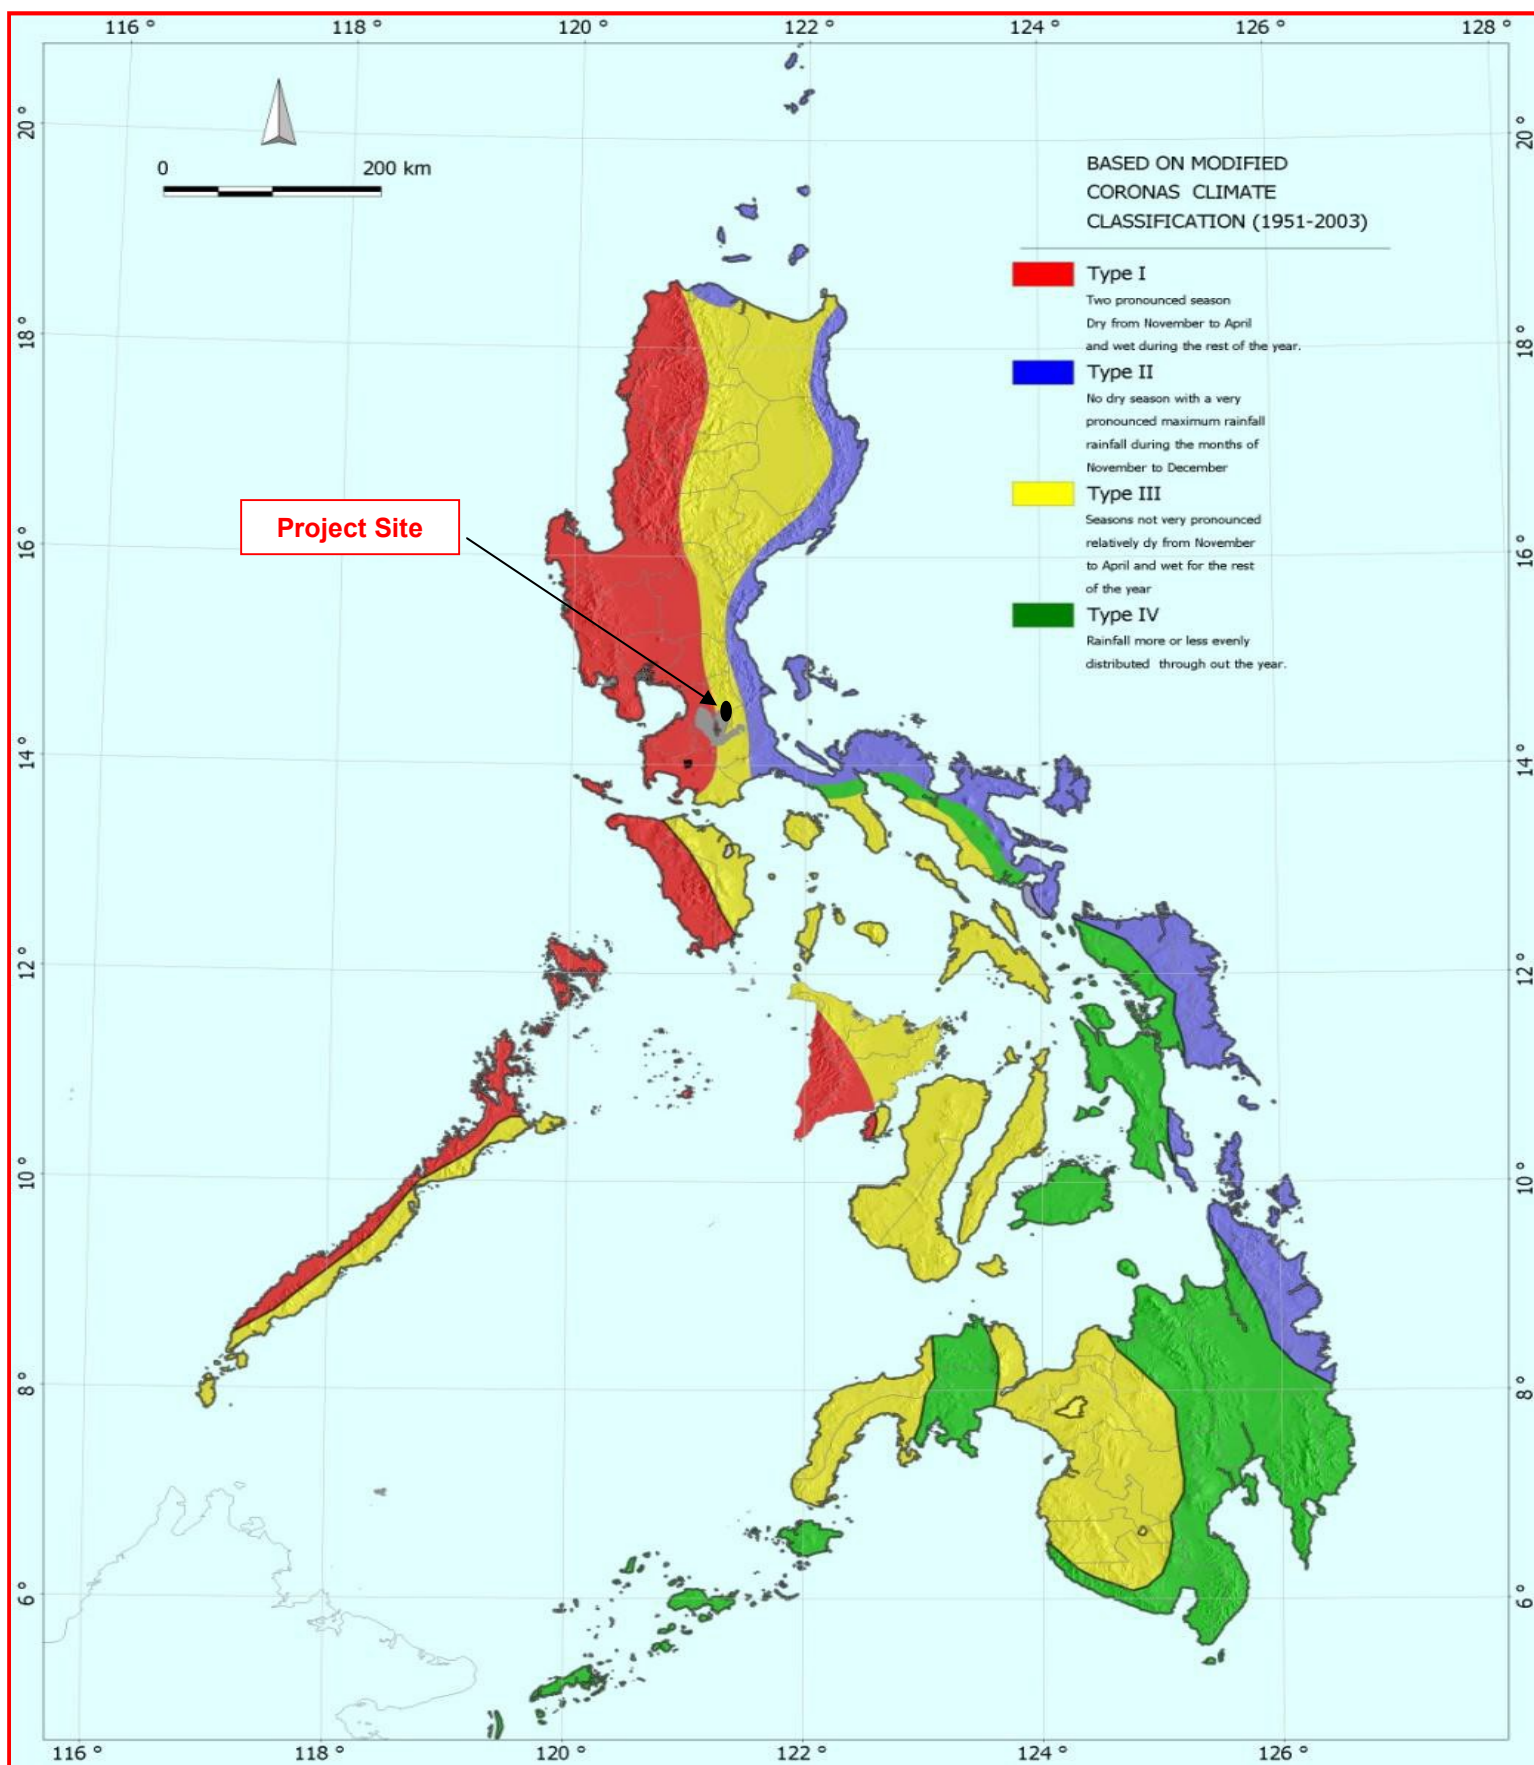 116 ° 118 ° 120 ° 122 ° 124 ° 126 ° 128 °
20 ° 20 °
0 200 km
BASED ON MODIFIED
CORONAS CLIMATE
CLASSIFICATION (1951-2003)
Type I
Two pronounced season
Dry from November to April
and wet during the rest of the year.
18 ° 18 °
Type II
No dry season with a very
pronounced maximum rainfall
rainfall during the months of
November to December
Type III
Seasons not very pronounced
relatively dy from November
to April and wet for the rest
of the year
Project Site
16 ° 16 °
Type IV
Rainfall more or less evenly
distributed through out the year.
14 ° 14 °
12 ° 12 °
10 ° 10 °
8 ° 8 °
6 ° 6 °
116 ° 118 ° 120 ° 122 ° 124 ° 126 °